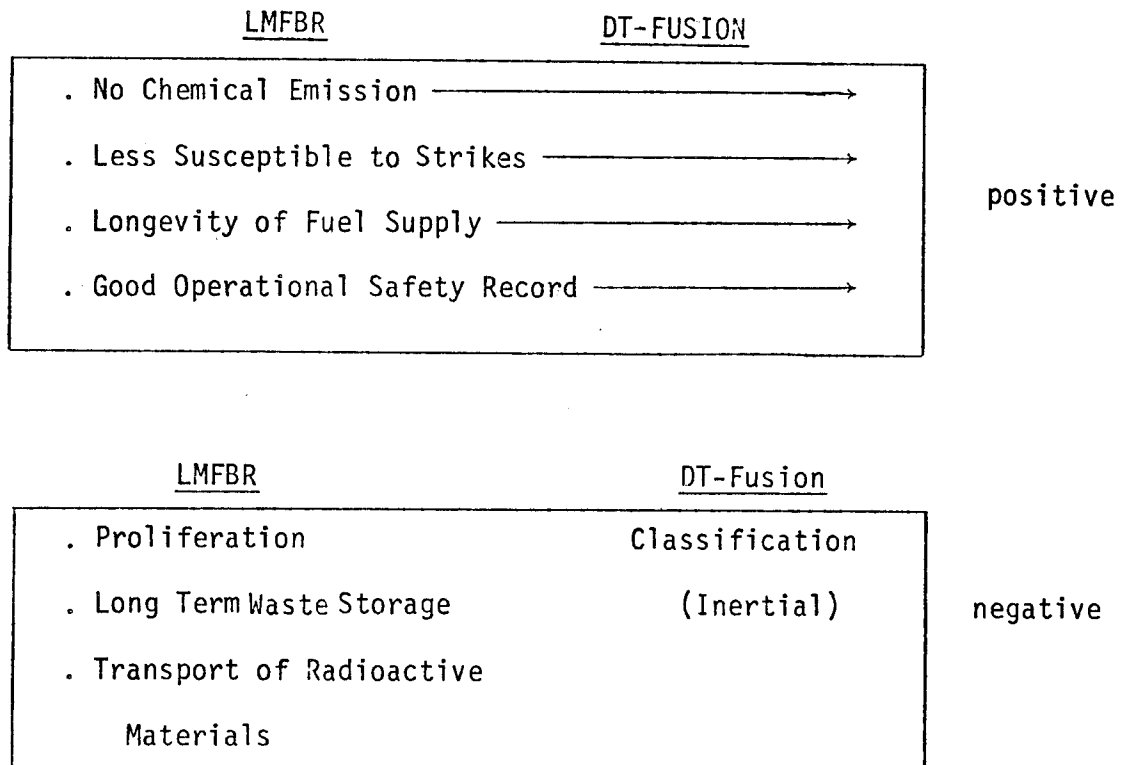 LMFBR DT-FUSION
. No Chemical Emission
. Less Susceptible to Strikes
positive
. Longevity of Fuel Supply
. Good Operational Safety Record
LMFBR DT-Fusion
. Proliferation Classification
. Long Term Waste Storage (Inertial) negative
. Transport of Radioactive
Materials